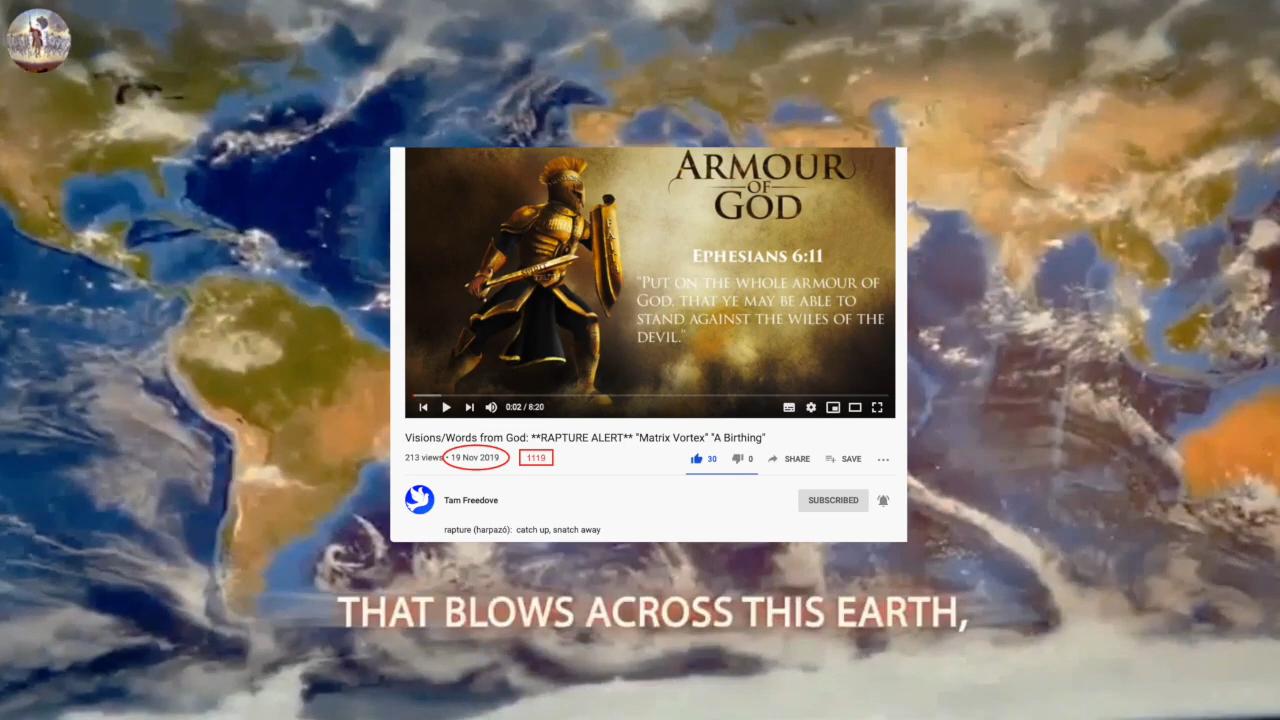 ARMOUR
OF
GOD
EPHESIANS 6:11
"PUT ON THE WHOLE ARMOUR OF
GOD, THAT YE MAY BE ABLE TO
STAND AGAINST THE WILES OF THE
DEVIL."
0:02 / 8:20
Visions/Words from God: **RAPTURE ALERT** "Matrix Vortex" "A Birthing"
213 views • 19 Nov 2019 1119 30 0 SHARE SAVE
Tam Freedove SUBSCRIBED
rapture (harpazó): catch up, snatch away
THAT BLOWS ACROSS THIS EARTH,